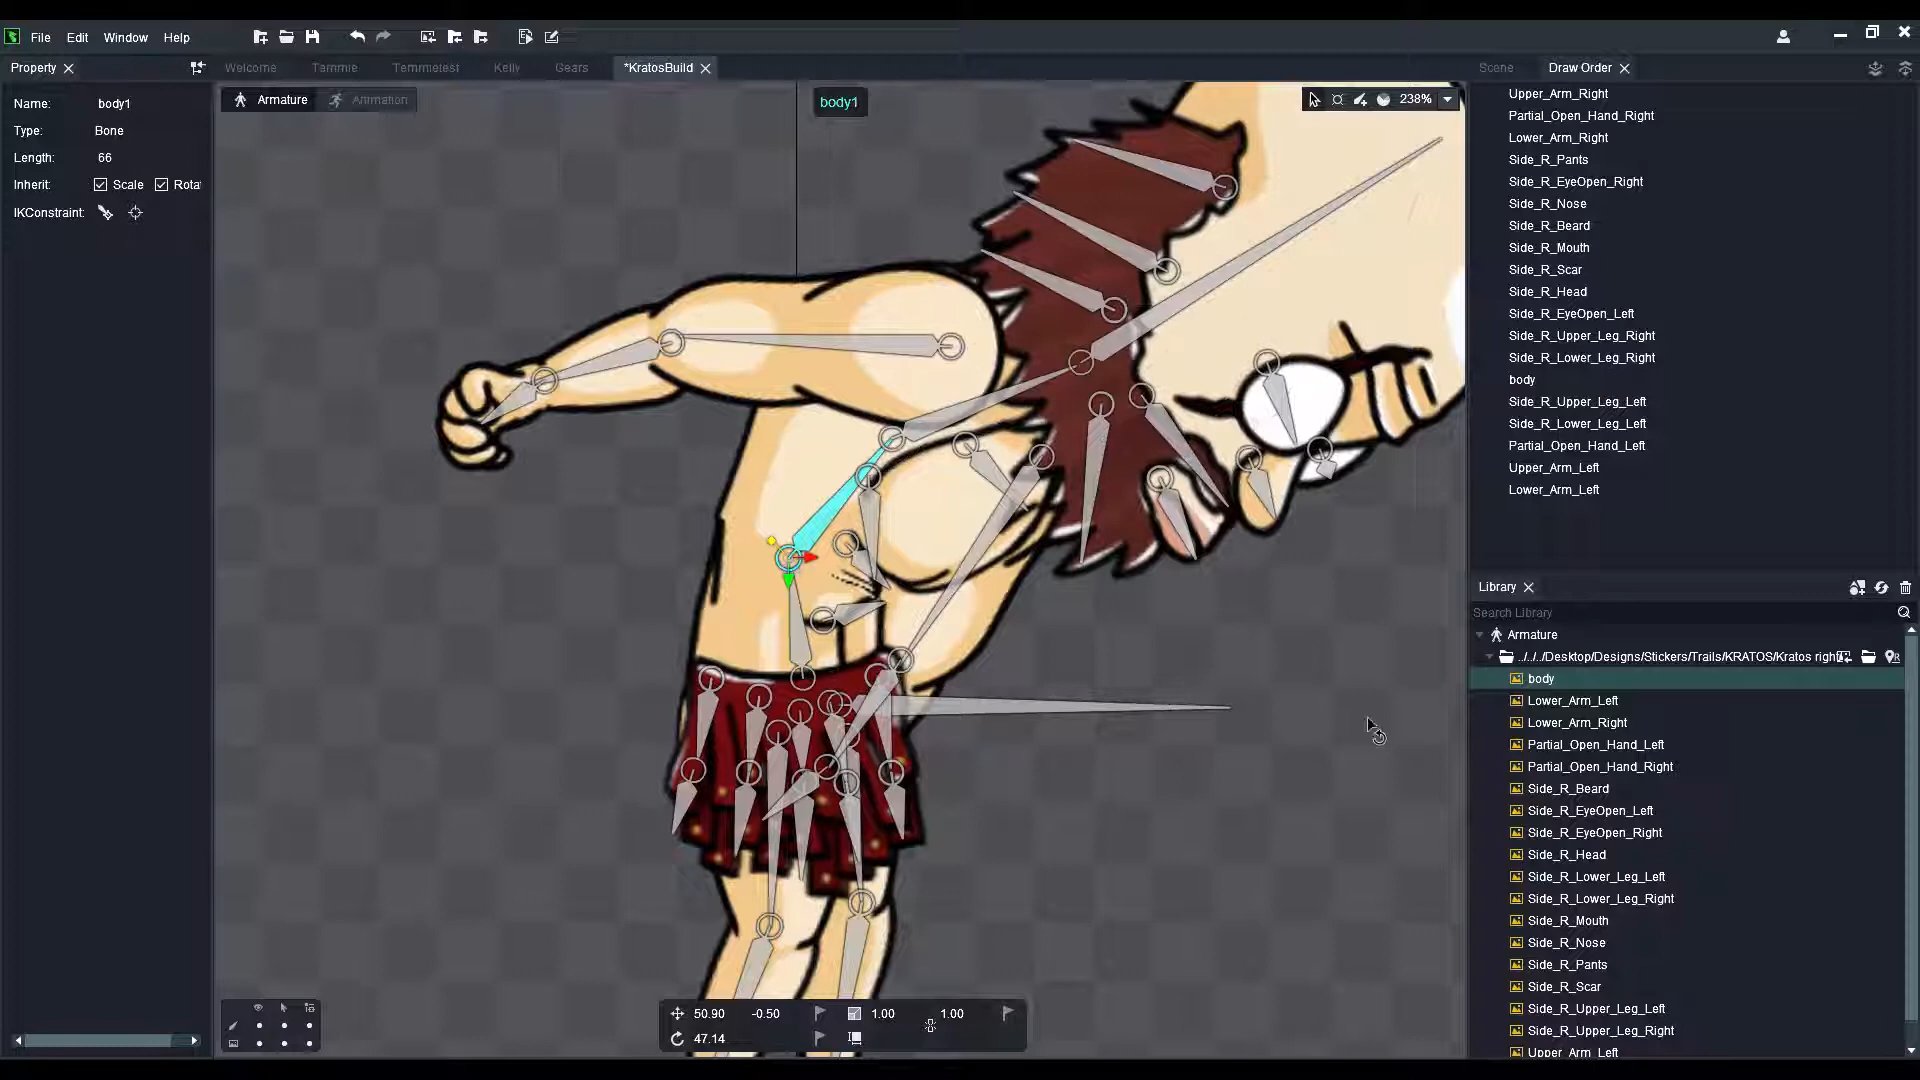 File Edit Window Help
Property
Welcome Tammie Temmietest Kelly Gears *KratosBuild
Scene Draw Order
Name: body1
Type: Bone
Length: 66
Inherit: Scale Rota
IKConstraint:
Armature Animation
body1
238%
Upper_Arm_Right
Partial_Open_Hand_Right
Lower_Arm_Right
Side_R_Pants
Side_R_EyeOpen_Right
Side_R_Nose
Side_R_Beard
Side_R_Mouth
Side_R_Scar
Side_R_Head
Side_R_EyeOpen_Left
Side_R_Upper_Leg_Right
Side_R_Lower_Leg_Right
body
Side_R_Upper_Leg_Left
Side_R_Lower_Leg_Left
Partial_Open_Hand_Left
Upper_Arm_Left
Lower_Arm_Left
Library
Search Library
Armature
../../../Desktop/Designs/Stickers/Trails/KRATOS/Kratos right
body
Lower_Arm_Left
Lower_Arm_Right
Partial_Open_Hand_Left
Partial_Open_Hand_Right
Side_R_Beard
Side_R_EyeOpen_Left
Side_R_EyeOpen_Right
Side_R_Head
Side_R_Lower_Leg_Left
Side_R_Lower_Leg_Right
Side_R_Mouth
Side_R_Nose
Side_R_Pants
Side_R_Scar
Side_R_Upper_Leg_Left
Side_R_Upper_Leg_Right
Upper_Arm_Left
50.90 -0.50 1.00 1.00
47.14